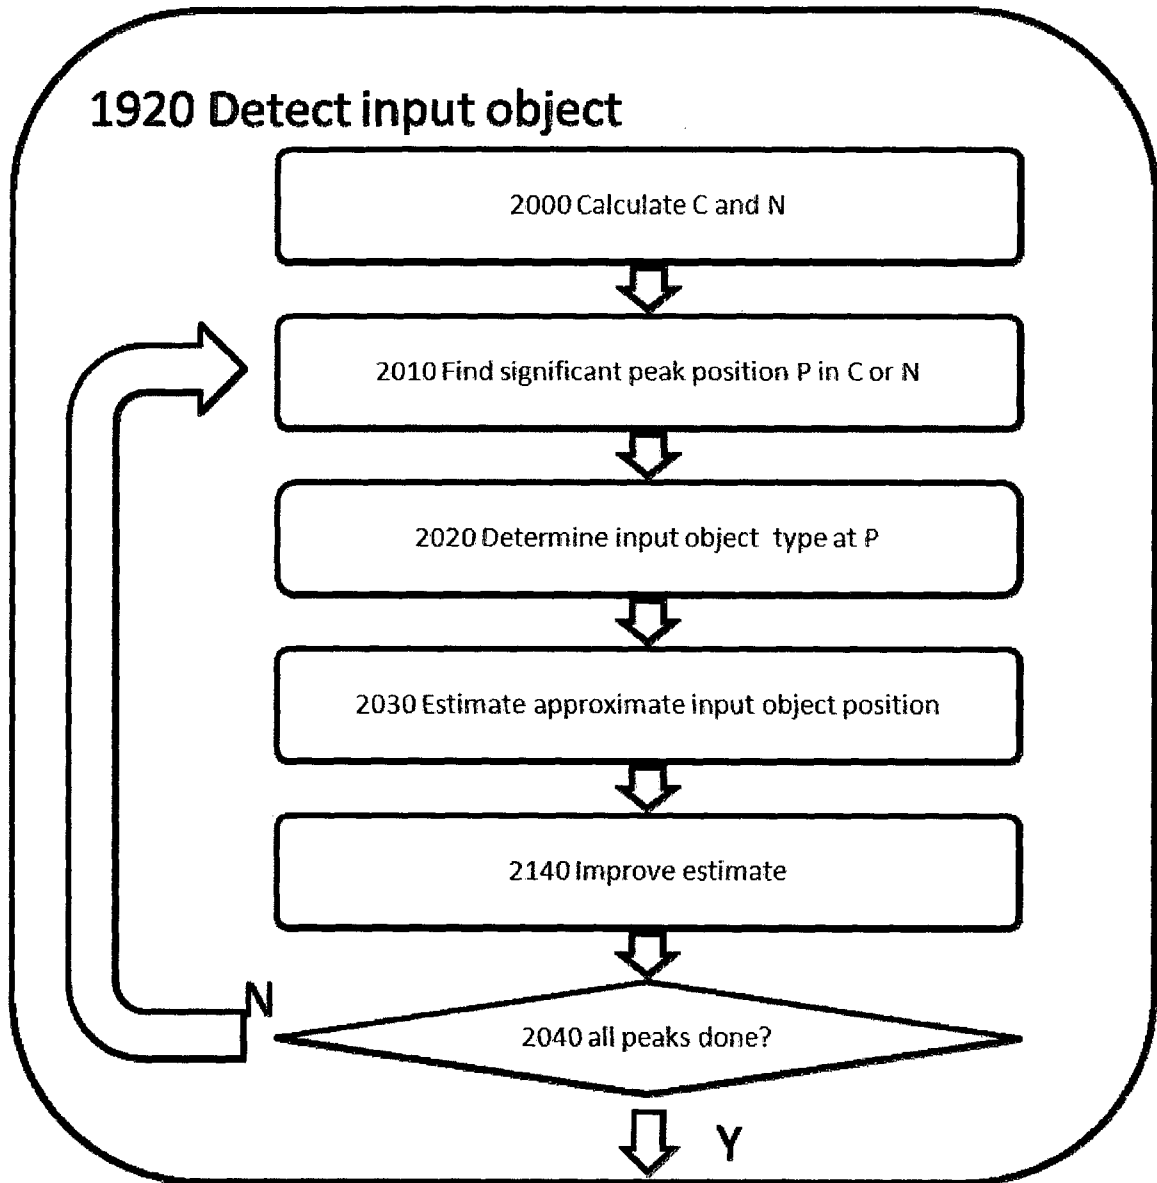 1920 Detect input object
2000 Calculate C and N
2010 Find significant peak position P in C or N
2020 Determine input object type at P
2030 Estimate approximate input object position
2140 Improve estimate
N
2040 all peaks done?
Y